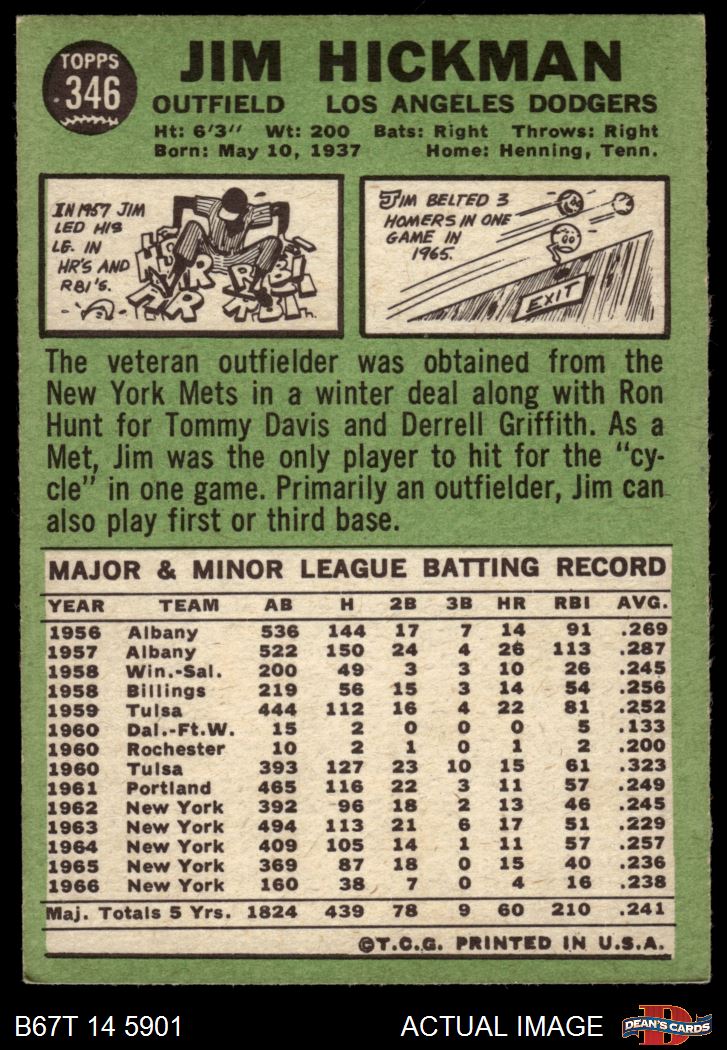 TOPPS
346
JIM HICKMAN
OUTFIELD LOS ANGELES DODGERS
Ht: 6'3" Wt: 200 Bats: Right Throws: Right
Born: May 10, 1937 Home: Henning, Tenn.
IN 1957 JIM
LED HIS
LG. IN
HR'S AND
RBI'S.
JIM BELTED 3
HOMERS IN ONE
GAME IN
1965.
EXIT
The veteran outfielder was obtained from the
New York Mets in a winter deal along with Ron
Hunt for Tommy Davis and Derrell Griffith. As a
Met, Jim was the only player to hit for the "cy-
cle" in one game. Primarily an outfielder, Jim can
also play first or third base.
MAJOR & MINOR LEAGUE BATTING RECORD
YEAR TEAM AB H 2B 3B HR RBI AVG.
1956 Albany 536 144 17 7 14 91 .269
1957 Albany 522 150 24 4 26 113 .287
1958 Win.-Sal. 200 49 3 3 10 26 .245
1958 Billings 219 56 15 3 14 54 .256
1959 Tulsa 444 112 16 4 22 81 .252
1960 Dal.-Ft.W. 15 2 0 0 0 5 .133
1960 Rochester 10 2 1 0 1 2 .200
1960 Tulsa 393 127 23 10 15 61 .323
1961 Portland 465 116 22 3 11 57 .249
1962 New York 392 96 18 2 13 46 .245
1963 New York 494 113 21 6 17 51 .229
1964 New York 409 105 14 1 11 57 .257
1965 New York 369 87 18 0 15 40 .236
1966 New York 160 38 7 0 4 16 .238
Maj. Totals 5 Yrs. 1824 439 78 9 60 210 .241
©T.C.G. PRINTED IN U.S.A.
B67T 14 5901 ACTUAL IMAGE
DEAN'S CARDS